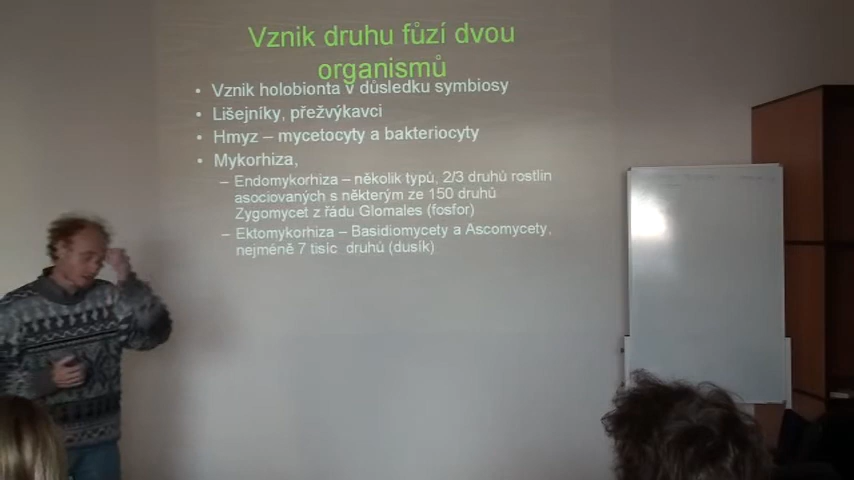 Vznik druhu fůzí dvou
organismů
• Vznik holobionta v důsledku symbiosy
• Lišejníky, přežvýkavci
• Hmyz – mycetocyty a bakteriocyty
• Mykorhiza,
– Endomykorhiza – několik typů, 2/3 druhů rostlin
asociovaných s některým ze 150 druhů
Zygomycet z řádu Glomales (fosfor)
– Ektomykorhiza – Basidiomycety a Ascomycety,
nejméně 7 tisíc druhů (dusík)